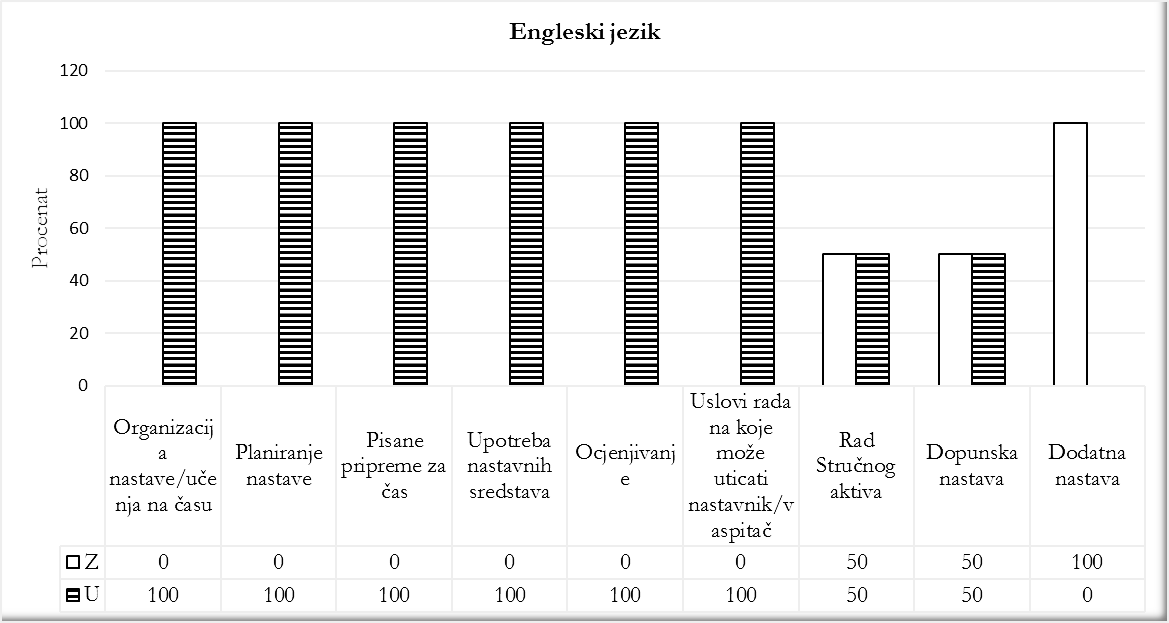 Engleski jezik
Procenat
120
100
80
60
40
20
0
Organizacij
a
nastave/uče
nja na času
Planiranje
nastave
Pisane
pripreme za
čas
Upotreba
nastavnih
sredstava
Ocjenjivanj
e
Uslovi rada
na koje
može
uticati
nastavnik/v
aspitač
Rad
Stručnog
aktiva
Dopunska
nastava
Dodatna
nastava
Z 0 0 0 0 0 0 50 50 100
U 100 100 100 100 100 100 50 50 0